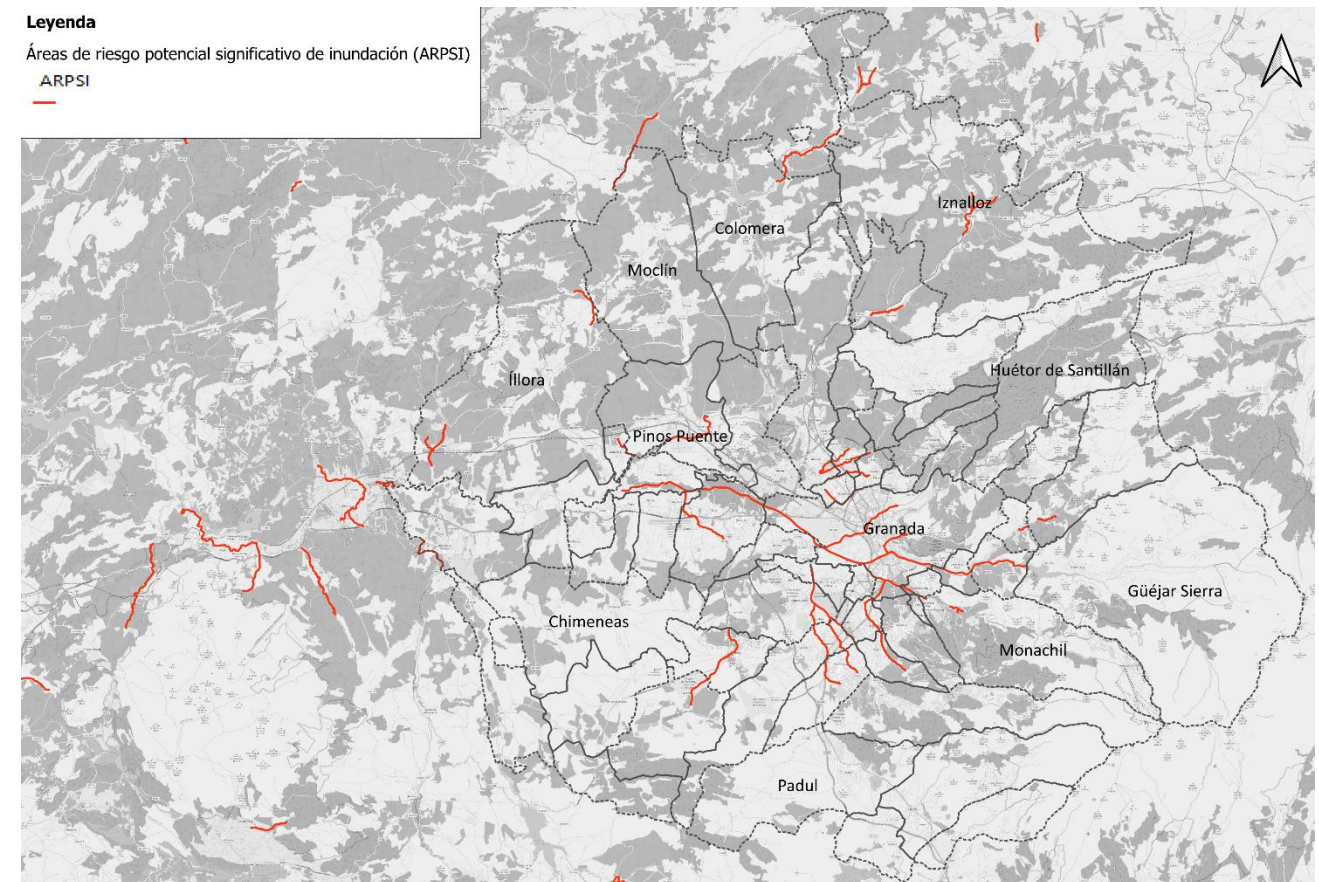 Leyenda
Áreas de riesgo potencial significativo de inundación (ARPSI)
ARPSI
Iznalloz
Colomera
Moclín
Huétor de Santillán
Íllora
Pinos Puente
Granada
Güéjar Sierra
Chimeneas
Monachil
Padul